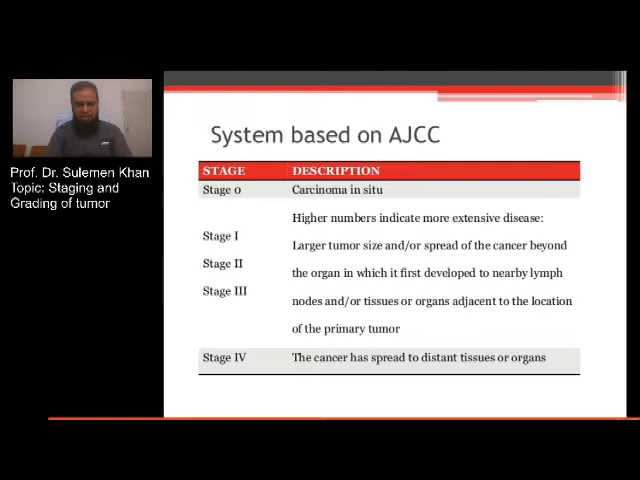 Prof. Dr. Sulemen Khan
Topic: Staging and
Grading of tumor
System based on AJCC
STAGE DESCRIPTION
Stage 0 Carcinoma in situ
Stage I
Stage II
Stage III
Higher numbers indicate more extensive disease:
Larger tumor size and/or spread of the cancer beyond
the organ in which it first developed to nearby lymph
nodes and/or tissues or organs adjacent to the location
of the primary tumor
Stage IV The cancer has spread to distant tissues or organs